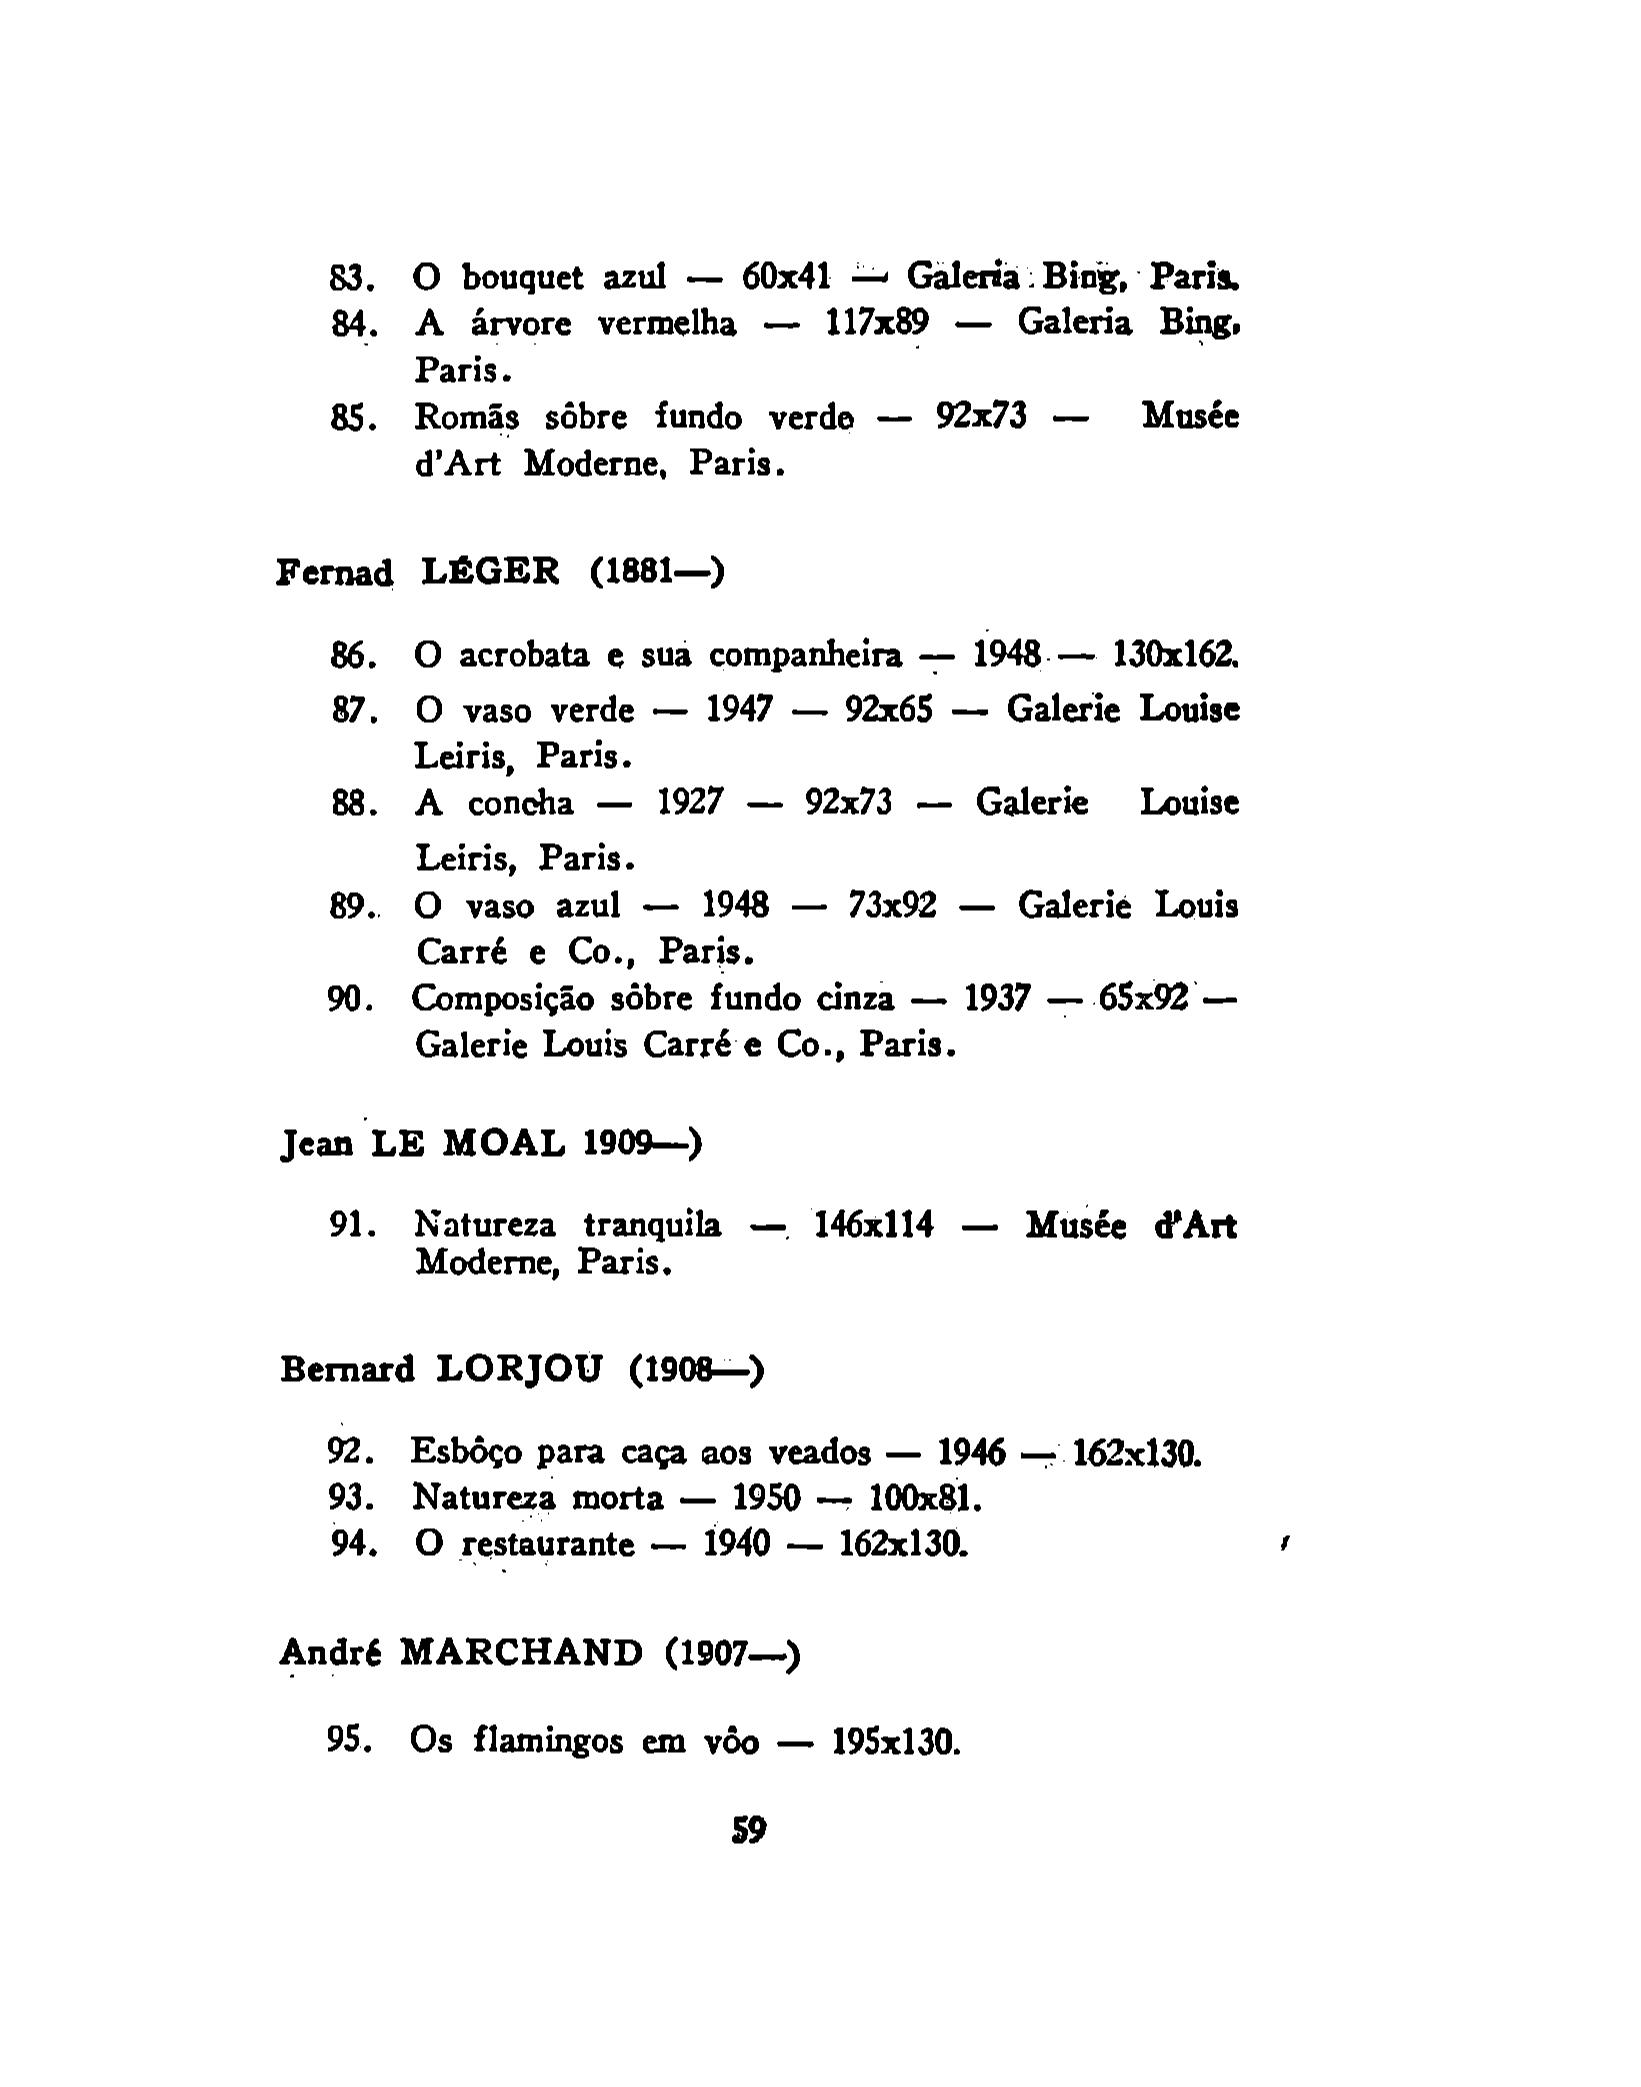 83. O bouquet azul — 60x41 — Galeria Bing, Paris.
84. A árvore vermelha — 117x89 — Galeria Bing,
Paris.
85. Romãs sôbre fundo verde — 92x73 — Musée
d'Art Moderne, Paris.
Fernad LÉGER (1881—)
86. O acrobata e sua companheira — 1948 — 130x162.
87. O vaso verde — 1947 — 92x65 — Galerie Louise
Leiris, Paris.
88. A concha — 1927 — 92x73 — Galerie Louise
Leiris, Paris.
89. O vaso azul — 1948 — 73x92 — Galerie Louis
Carré e Co., Paris.
90. Composição sôbre fundo cinza — 1937 — 65x92 —
Galerie Louis Carré e Co., Paris.
Jean LE MOAL 1909—)
91. Natureza tranquila — 146x114 — Musée d'Art
Moderne, Paris.
Bernard LORJOU (1908—)
92. Esbôço para caça aos veados — 1946 — 162x130.
93. Natureza morta — 1950 — 100x81.
94. O restaurante — 1940 — 162x130.
André MARCHAND (1907—)
95. Os flamingos em vôo — 195x130.
59